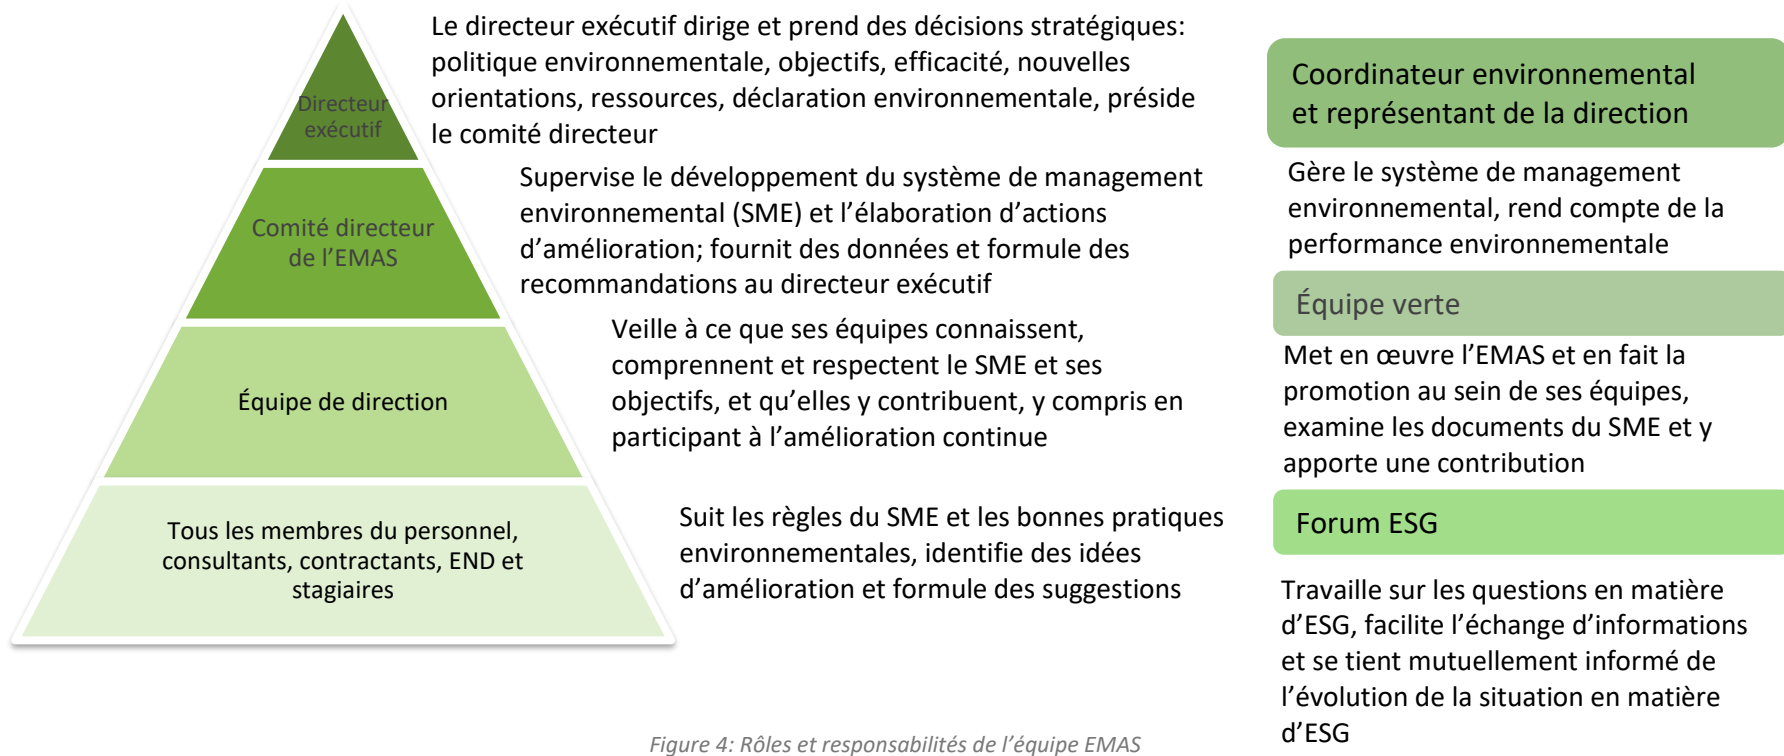 Le directeur exécutif dirige et prend des décisions stratégiques:
politique environnementale, objectifs, efficacité, nouvelles
orientations, ressources, déclaration environnementale, préside
le comité directeur
Directeur
exécutif
Supervise le développement du système de management
environnemental (SME) et l’élaboration d’actions
d’amélioration; fournit des données et formule des
recommandations au directeur exécutif
Comité directeur
de l’EMAS
Veille à ce que ses équipes connaissent,
comprennent et respectent le SME et ses
objectifs, et qu’elles y contribuent, y compris en
participant à l’amélioration continue
Équipe de direction
Suit les règles du SME et les bonnes pratiques
environnementales, identifie des idées
d’amélioration et formule des suggestions
Tous les membres du personnel,
consultants, contractants, END et
stagiaires
Coordinateur environnemental
et représentant de la direction
Gère le système de management
environnemental, rend compte de la
performance environnementale
Équipe verte
Met en œuvre l’EMAS et en fait la
promotion au sein de ses équipes,
examine les documents du SME et y
apporte une contribution
Forum ESG
Travaille sur les questions en matière
d’ESG, facilite l’échange d’informations
et se tient mutuellement informé de
l’évolution de la situation en matière
d’ESG
Figure 4: Rôles et responsabilités de l’équipe EMAS